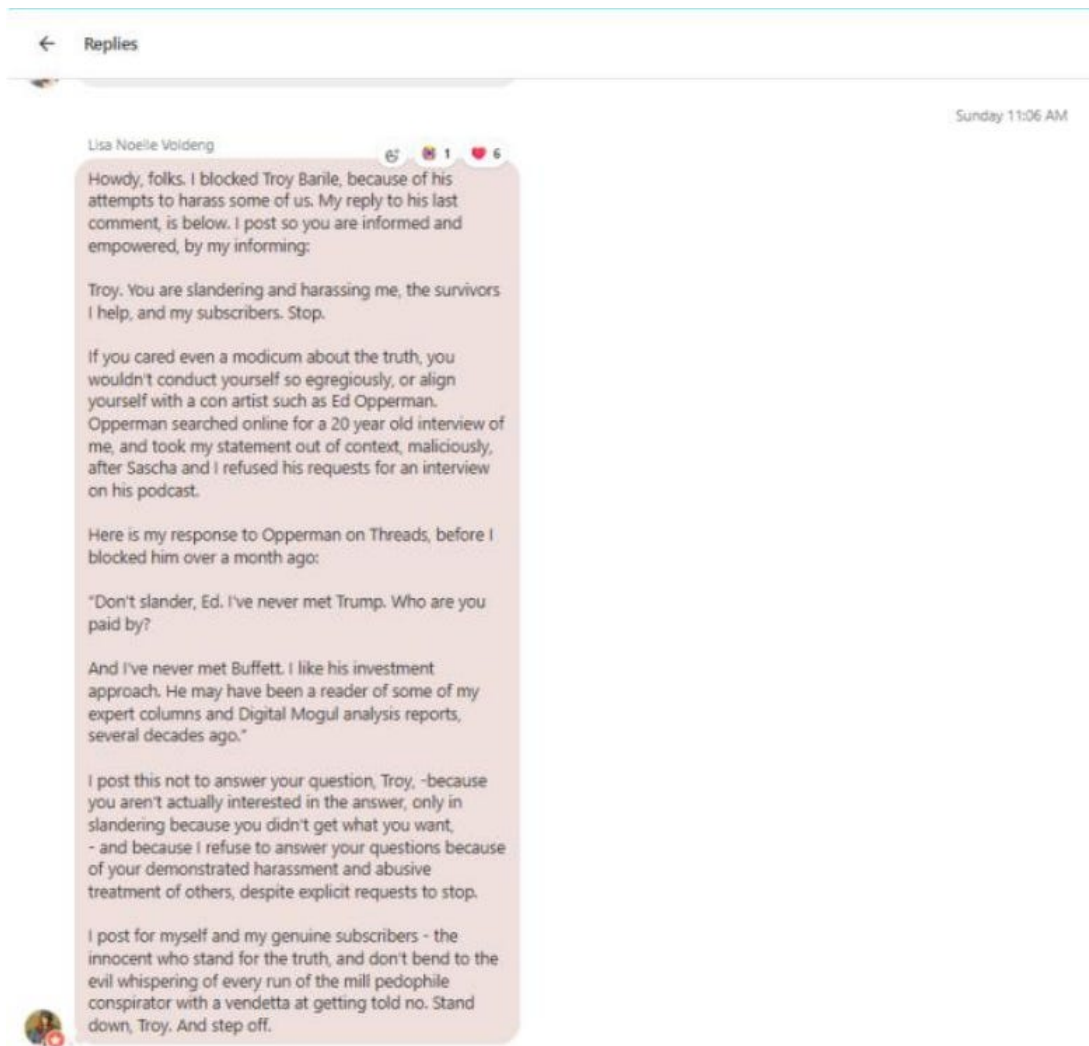 Replies
Sunday 11:06 AM
Lisa Noelle Voldeng
1 6
Howdy, folks. I blocked Troy Barile, because of his
attempts to harass some of us. My reply to his last
comment, is below. I post so you are informed and
empowered, by my informing:
Troy. You are slandering and harassing me, the survivors
I help, and my subscribers. Stop.
If you cared even a modicum about the truth, you
wouldn't conduct yourself so egregiously, or align
yourself with a con artist such as Ed Opperman.
Opperman searched online for a 20 year old interview of
me, and took my statement out of context, maliciously,
after Sascha and I refused his requests for an interview
on his podcast.
Here is my response to Opperman on Threads, before I
blocked him over a month ago:
"Don't slander, Ed. I've never met Trump. Who are you
paid by?
And I've never met Buffett. I like his investment
approach. He may have been a reader of some of my
expert columns and Digital Mogul analysis reports,
several decades ago."
I post this not to answer your question, Troy, -because
you aren't actually interested in the answer, only in
slandering because you didn't get what you want,
- and because I refuse to answer your questions because
of your demonstrated harassment and abusive
treatment of others, despite explicit requests to stop.
I post for myself and my genuine subscribers - the
innocent who stand for the truth, and don't bend to the
evil whispering of every run of the mill pedophile
conspirator with a vendetta at getting told no. Stand
down, Troy. And step off.